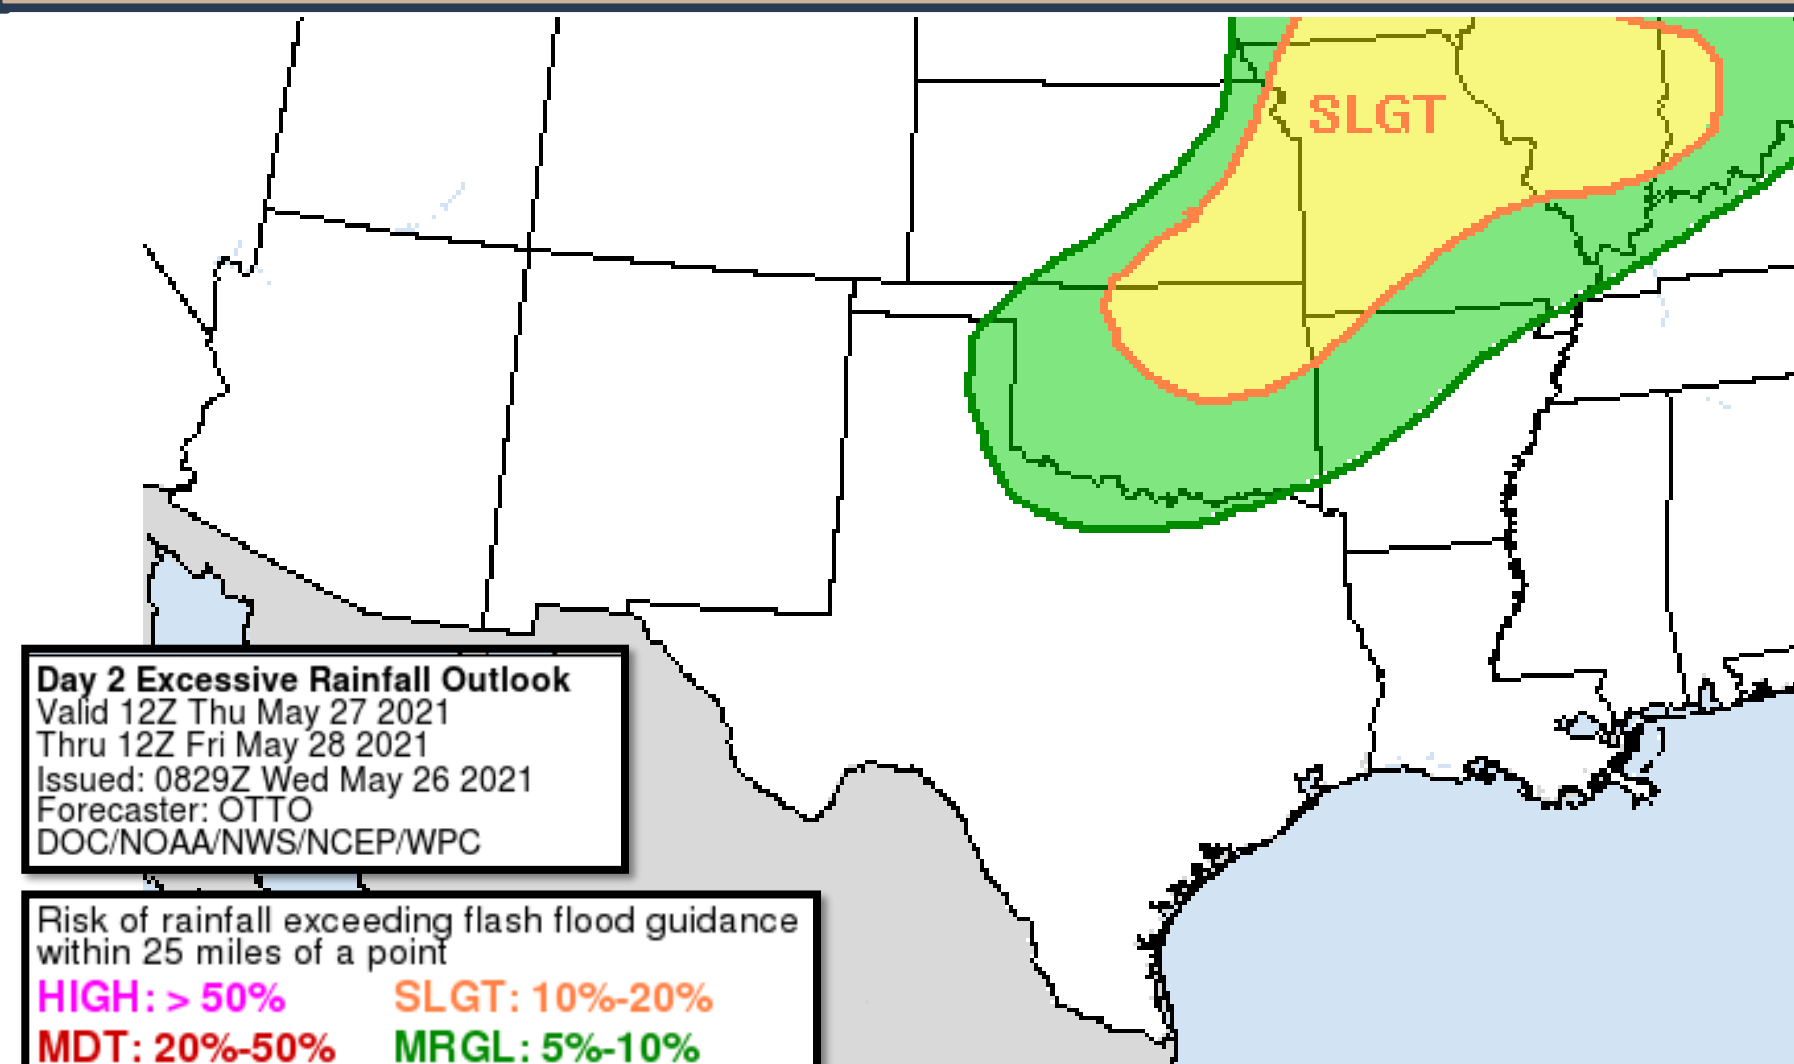 SLGT
Day 2 Excessive Rainfall Outlook
Valid 12Z Thu May 27 2021
Thru 12Z Fri May 28 2021
Issued: 0829Z Wed May 26 2021
Forecaster: OTTO
DOC/NOAA/NWS/NCEP/WPC
Risk of rainfall exceeding flash flood guidance
within 25 miles of a point
HIGH: > 50% SLGT: 10%-20%
MDT: 20%-50% MRGL: 5%-10%